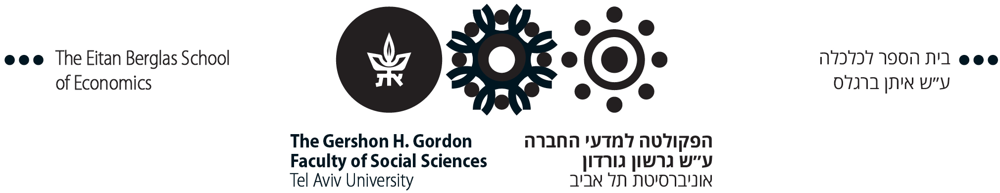 The Eitan Berglas School
of Economics
את
בית הספר לכלכלה
ע״ש איתן ברגלס
The Gershon H. Gordon
Faculty of Social Sciences
Tel Aviv University
הפקולטה למדעי החברה
ע״ש גרשון גורדון
אוניברסיטת תל אביב